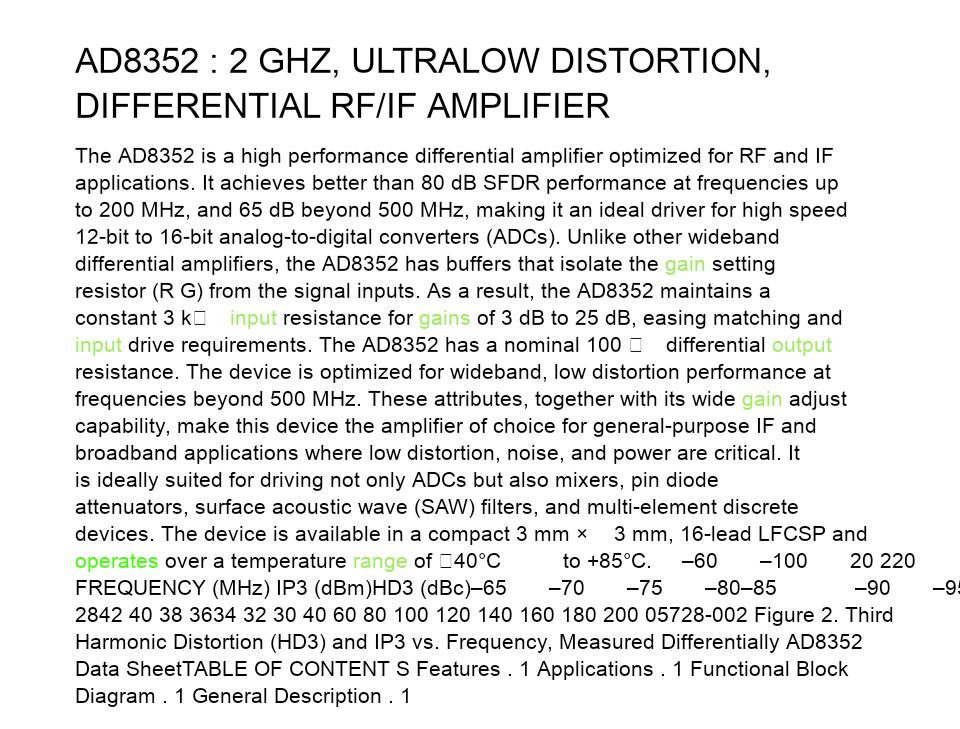 AD8352 : 2 GHZ, ULTRALOW DISTORTION,
DIFFERENTIAL RF/IF AMPLIFIER
The AD8352 is a high performance differential amplifier optimized for RF and IF
applications. It achieves better than 80 dB SFDR performance at frequencies up
to 200 MHz, and 65 dB beyond 500 MHz, making it an ideal driver for high speed
12-bit to 16-bit analog-to-digital converters (ADCs). Unlike other wideband
differential amplifiers, the AD8352 has buffers that isolate the gain setting
resistor (R G) from the signal inputs. As a result, the AD8352 maintains a
constant 3 k□ input resistance for gains of 3 dB to 25 dB, easing matching and
input drive requirements. The AD8352 has a nominal 100 □ differential output
resistance. The device is optimized for wideband, low distortion performance at
frequencies beyond 500 MHz. These attributes, together with its wide gain adjust
capability, make this device the amplifier of choice for general-purpose IF and
broadband applications where low distortion, noise, and power are critical. It
is ideally suited for driving not only ADCs but also mixers, pin diode
attenuators, surface acoustic wave (SAW) filters, and multi-element discrete
devices. The device is available in a compact 3 mm × 3 mm, 16-lead LFCSP and
operates over a temperature range of □40°C to +85°C. –60 –100 20 220
FREQUENCY (MHz) IP3 (dBm)HD3 (dBc)–65 –70 –75 –80–85 –90 –95
2842 40 38 3634 32 30 40 60 80 100 120 140 160 180 200 05728-002 Figure 2. Third
Harmonic Distortion (HD3) and IP3 vs. Frequency, Measured Differentially AD8352
Data SheetTABLE OF CONTENT S Features . 1 Applications . 1 Functional Block
Diagram . 1 General Description . 1